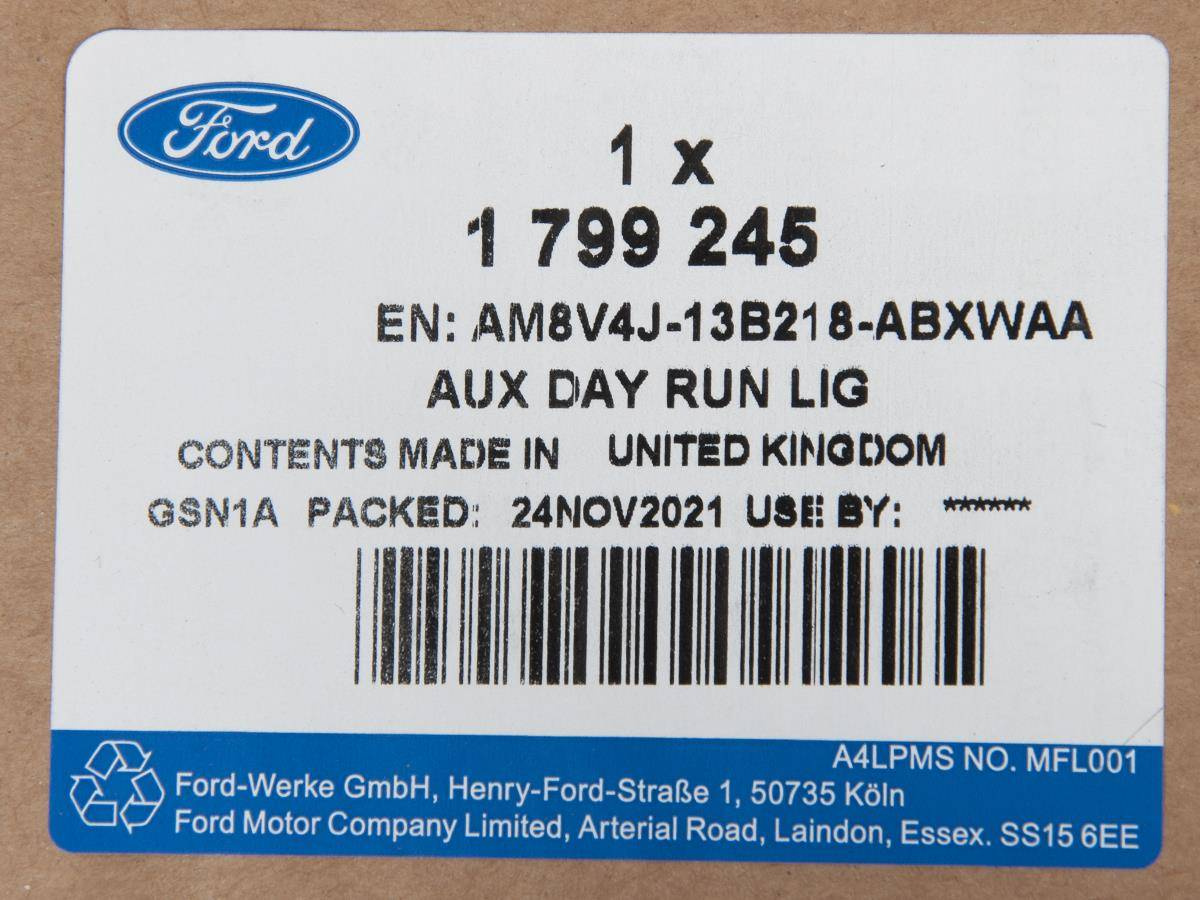 Ford
1 x
1 799 245
EN: AM8V4J-13B218-ABXWAA
AUX DAY RUN LIG
CONTENTS MADE IN UNITED KINGDOM
GSN1A PACKED: 24NOV2021 USE BY: ******
A4LPMS NO. MFL001
Ford-Werke GmbH, Henry-Ford-Straße 1, 50735 Köln
Ford Motor Company Limited, Arterial Road, Laindon, Essex. SS15 6EE